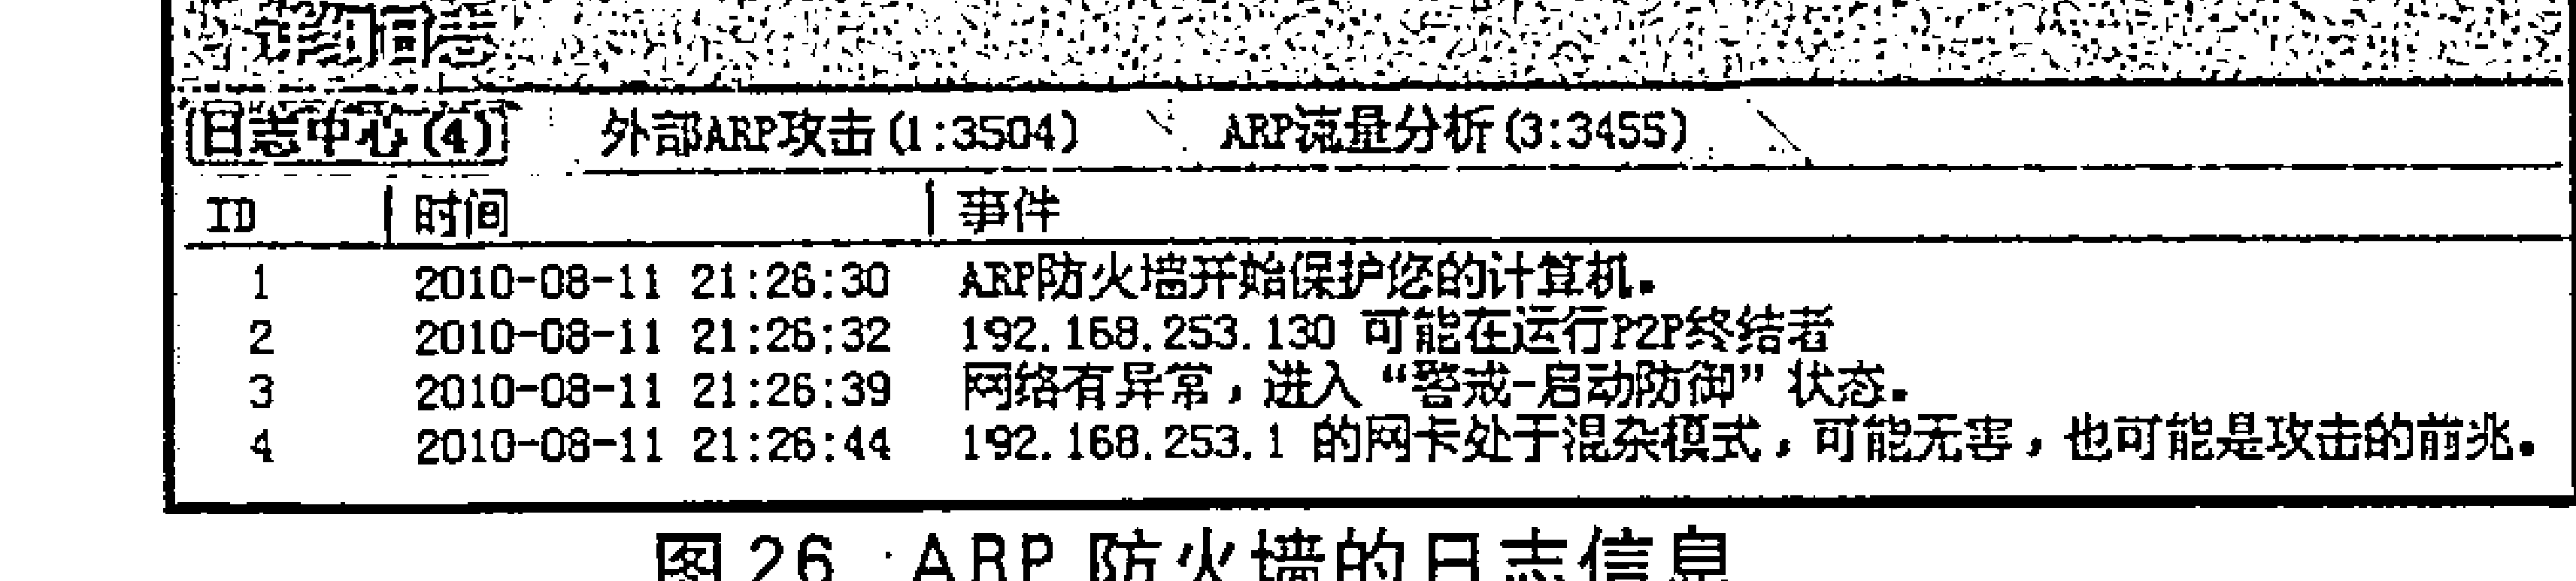 详细日志
日志中心(4) 外部ARP攻击(1:3504) ARP流量分析(3:3455)
ID 时间 事件
1 2010-08-11 21:26:30 ARP防火墙开始保护您的计算机。
2 2010-08-11 21:26:32 192.168.253.130 可能在运行P2P终结者
3 2010-08-11 21:26:39 网络有异常，进入“警戒-启动防御”状态。
4 2010-08-11 21:26:44 192.168.253.1 的网卡处于混杂模式，可能无害，也可能是攻击的前兆。
图 26 ARP 防火墙的日志信息